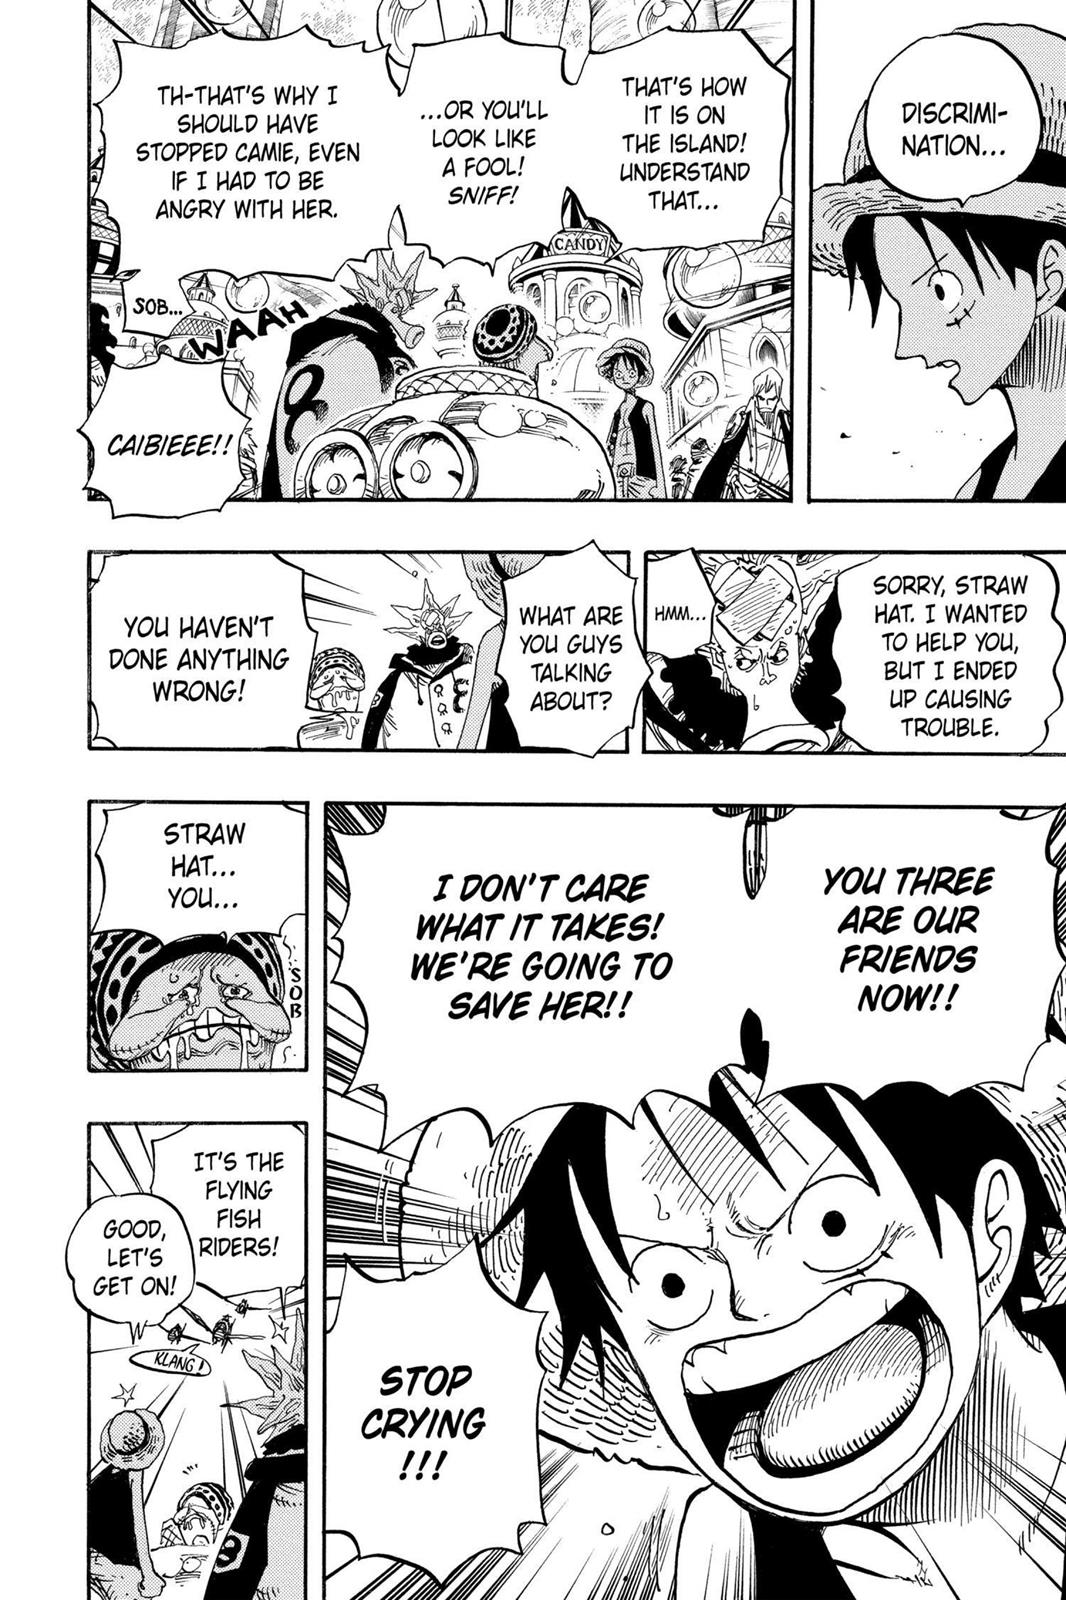 DISCRIMI-
NATION...
THAT'S HOW
IT IS ON
THE ISLAND!
UNDERSTAND
THAT...
...OR YOU'LL
LOOK LIKE
A FOOL!
SNIFF!
TH-THAT'S WHY I
SHOULD HAVE
STOPPED CAMIE, EVEN
IF I HAD TO BE
ANGRY WITH HER.
CANDY
SOB...
WAAH
8
CAIBIEEE!!
SORRY, STRAW
HAT. I WANTED
TO HELP YOU,
BUT I ENDED
UP CAUSING
TROUBLE.
HMM...
WHAT ARE
YOU GUYS
TALKING
ABOUT?
YOU HAVEN'T
DONE ANYTHING
WRONG!
YOU THREE
ARE OUR
FRIENDS
NOW!!
I DON'T CARE
WHAT IT TAKES!
WE'RE GOING TO
SAVE HER!!
STOP
CRYING
!!!
STRAW
HAT...
YOU...
SOB
IT'S THE
FLYING
FISH
RIDERS!
GOOD,
LET'S
GET ON!
KLANG!